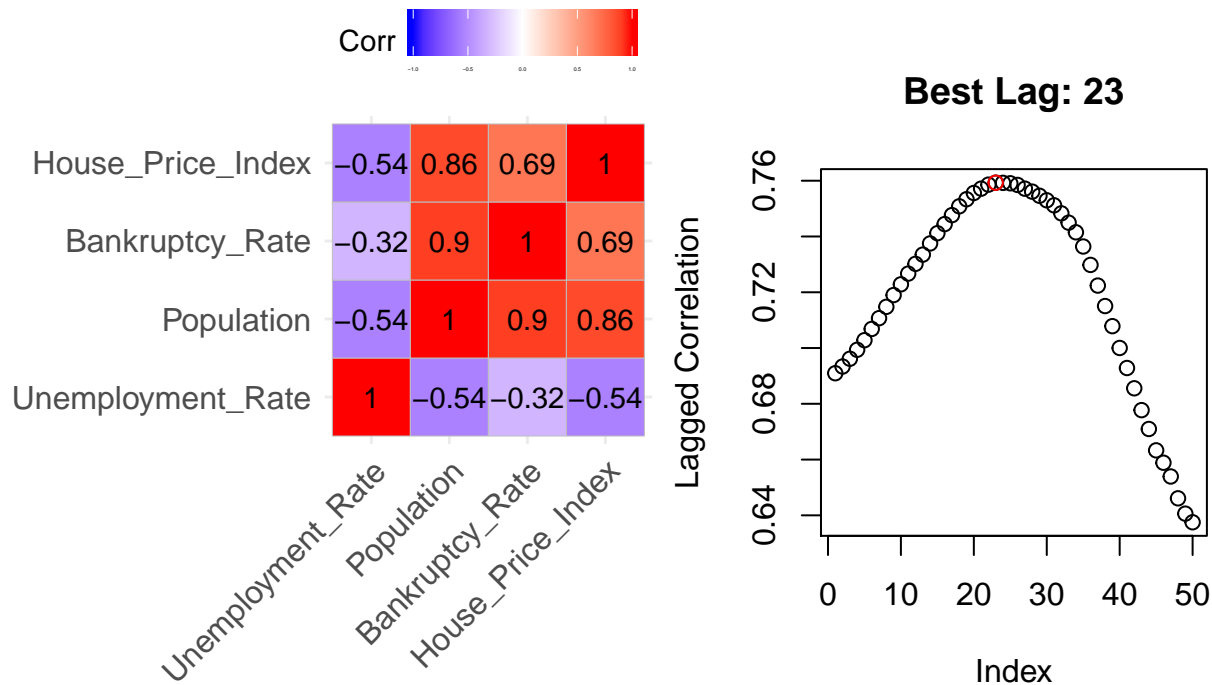 Corr
−1.0 −0.5 0.0 0.5 1.0
House_Price_Index −0.54 0.86 0.69 1
Bankruptcy_Rate −0.32 0.9 1 0.69
Population −0.54 1 0.9 0.86
Unemployment_Rate 1 −0.54 −0.32 −0.54
Unemployment_Rate
Population
Bankruptcy_Rate
House_Price_Index
Best Lag: 23
Lagged Correlation
0.76
0.72
0.68
0.64
0 10 20 30 40 50
Index